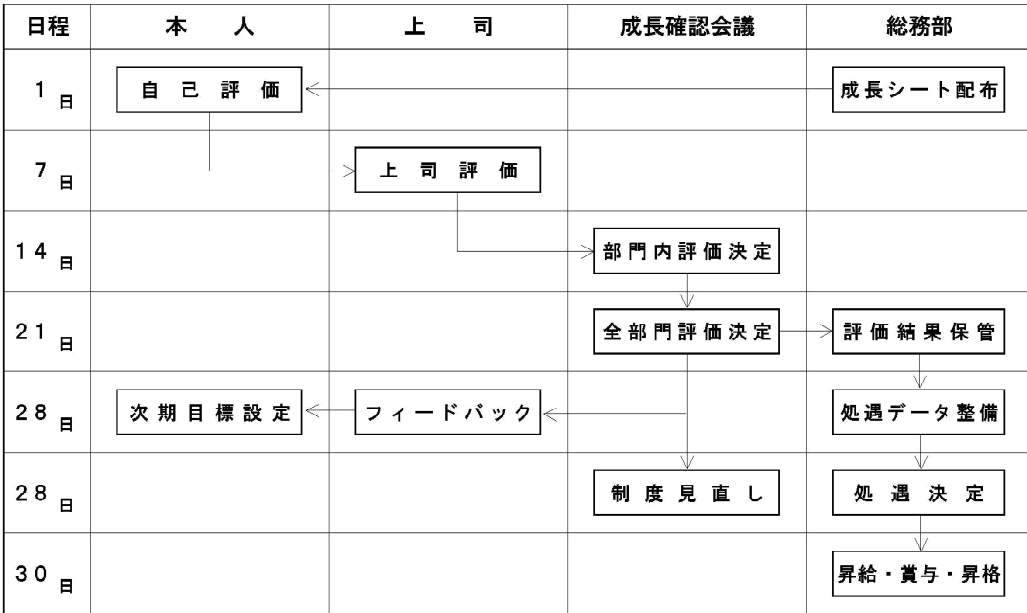 日程 本人 上司 成長確認会議 総務部
1日 自己評価 成長シート配布
7日 上司評価
14日 部門内評価決定
21日 全部門評価決定 評価結果保管
28日 次期目標設定 フィードバック 処遇データ整備
28日 制度見直し 処遇決定
30日 昇給・賞与・昇格